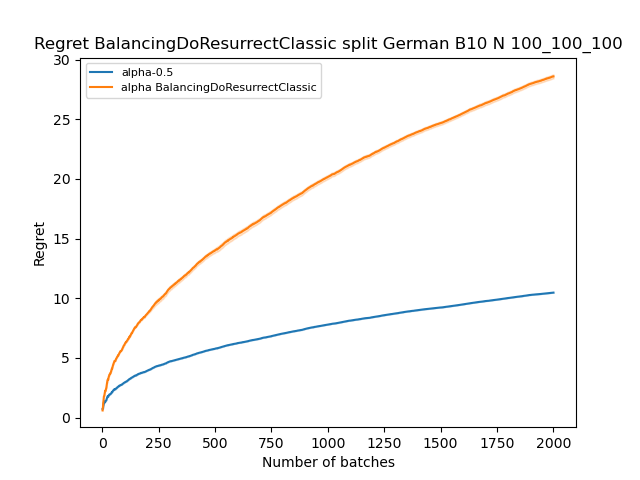 Regret BalancingDoResurrectClassic split German B10 N 100_100_100
alpha-0.5
alpha BalancingDoResurrectClassic
30
25
20
15
10
5
0
Regret
0 250 500 750 1000 1250 1500 1750 2000
Number of batches